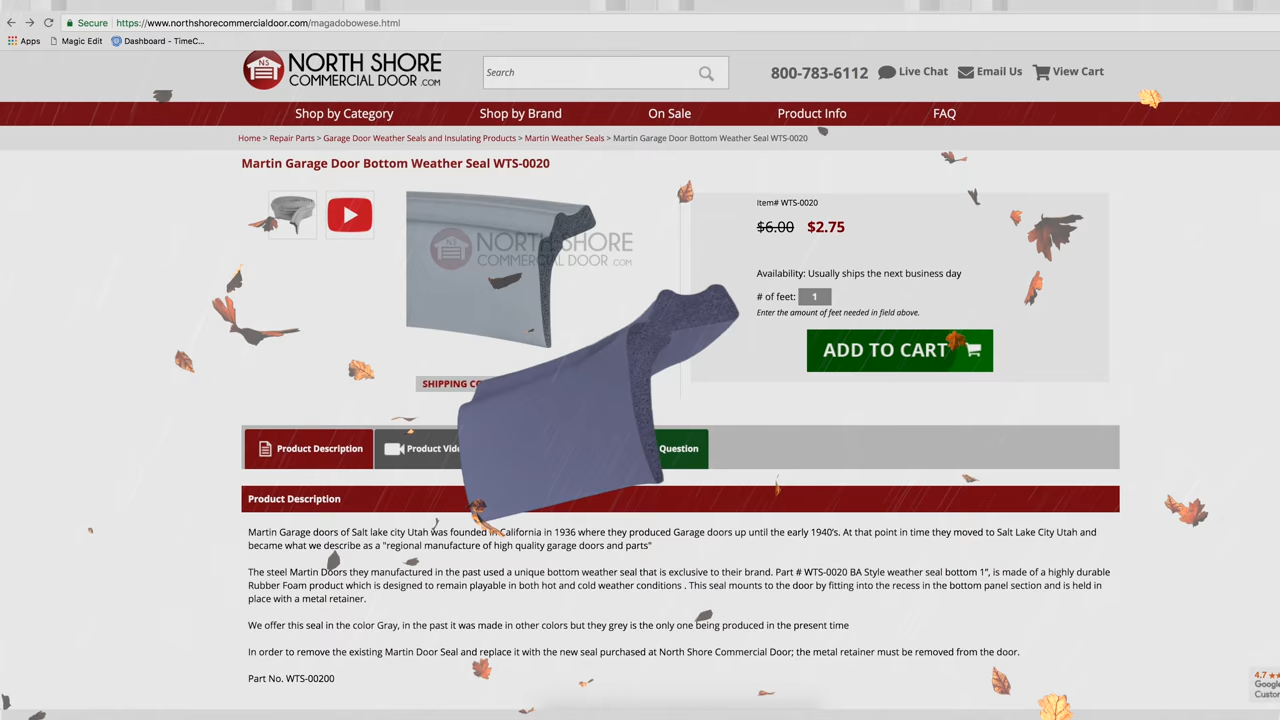 Secure https://www.northshorecommercialdoor.com/magadobowese.html
Apps Magic Edit Dashboard - TimeC...
NS NORTH SHORE
COMMERCIAL DOOR.COM
Search
800-783-6112 Live Chat Email Us View Cart
Shop by Category Shop by Brand On Sale Product Info FAQ
Home > Repair Parts > Garage Door Weather Seals and Insulating Products > Martin Weather Seals > Martin Garage Door Bottom Weather Seal WTS-0020
Martin Garage Door Bottom Weather Seal WTS-0020
NS NORTH SHORE
COMMERCIAL DOOR.COM
Item# WTS-0020
$6.00 $2.75
Availability: Usually ships the next business day
# of feet: 1
Enter the amount of feet needed in field above.
ADD TO CART
SHIPPING
Product Description Product Question
Product Description
Martin Garage doors of Salt lake city Utah was founded in California in 1936 where they produced Garage doors up until the early 1940's. At that point in time they moved to Salt Lake City Utah and
became what we describe as a "regional manufacture of high quality garage doors and parts"
The steel Martin Doors they manufactured in the past used a unique bottom weather seal that is exclusive to their brand. Part # WTS-0020 BA Style weather seal bottom 1", is made of a highly durable
Rubber Foam product which is designed to remain playable in both hot and cold weather conditions . This seal mounts to the door by fitting into the recess in the bottom panel section and is held in
place with a metal retainer.
We offer this seal in the color Gray, in the past it was made in other colors but they grey is the only one being produced in the present time
In order to remove the existing Martin Door Seal and replace it with the new seal purchased at North Shore Commercial Door; the metal retainer must be removed from the door.
Part No. WTS-00200
4.7
Google
Custom